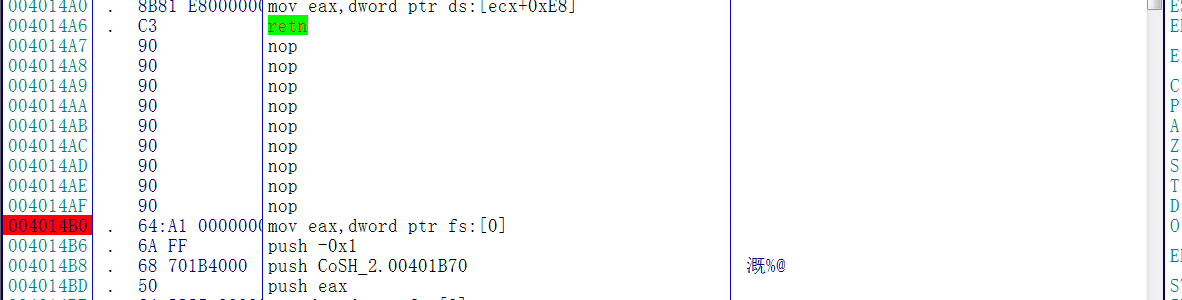 004014A0 . 8B81 E8000000 mov eax,dword ptr ds:[ecx+0xE8]
004014A6 . C3 retn
004014A7 90 nop
004014A8 90 nop
004014A9 90 nop
004014AA 90 nop
004014AB 90 nop
004014AC 90 nop
004014AD 90 nop
004014AE 90 nop
004014AF 90 nop
004014B0 . 64:A1 0000000 mov eax,dword ptr fs:[0]
004014B6 . 6A FF push -0x1
004014B8 . 68 701B4000 push CoSH_2.00401B70 溉%@
004014BD . 50 push eax
C
P
A
Z
S
T
D
O